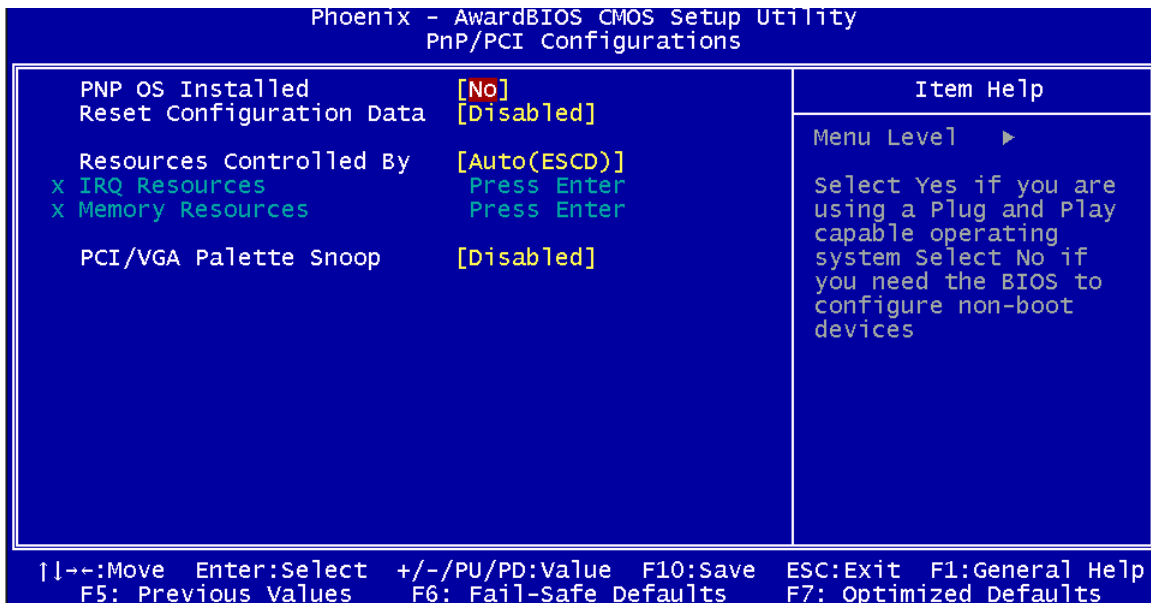 Phoenix - AwardBIOS CMOS Setup Utility
PnP/PCI Configurations
PNP OS Installed [No]
Reset Configuration Data [Disabled]
Resources Controlled By [Auto(ESCD)]
x IRQ Resources Press Enter
x Memory Resources Press Enter
PCI/VGA Palette Snoop [Disabled]
Item Help
Menu Level ▶
Select Yes if you are
using a Plug and Play
capable operating
system Select No if
you need the BIOS to
configure non-boot
devices
↑↓→←:Move Enter:Select +/-/PU/PD:Value F10:Save ESC:Exit F1:General Help
F5: Previous Values F6: Fail-Safe Defaults F7: Optimized Defaults